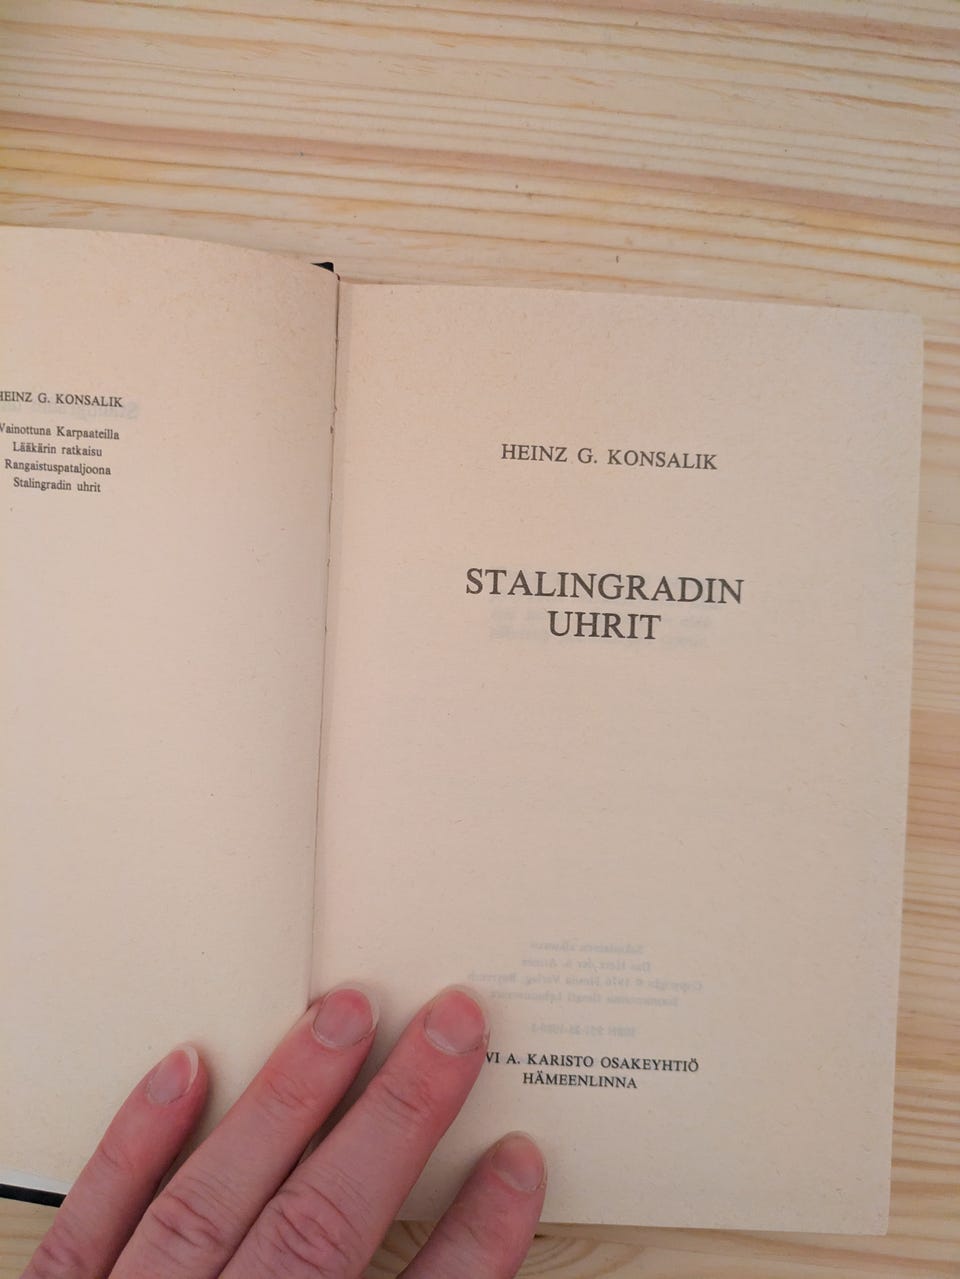 HEINZ G. KONSALIK
Vainottuna Karpaateilla
Lääkärin ratkaisu
Rangaistuspataljoona
Stalingradin uhrit
HEINZ G. KONSALIK
STALINGRADIN
UHRIT
A. KARISTO OSAKEYHTIÖ
HÄMEENLINNA